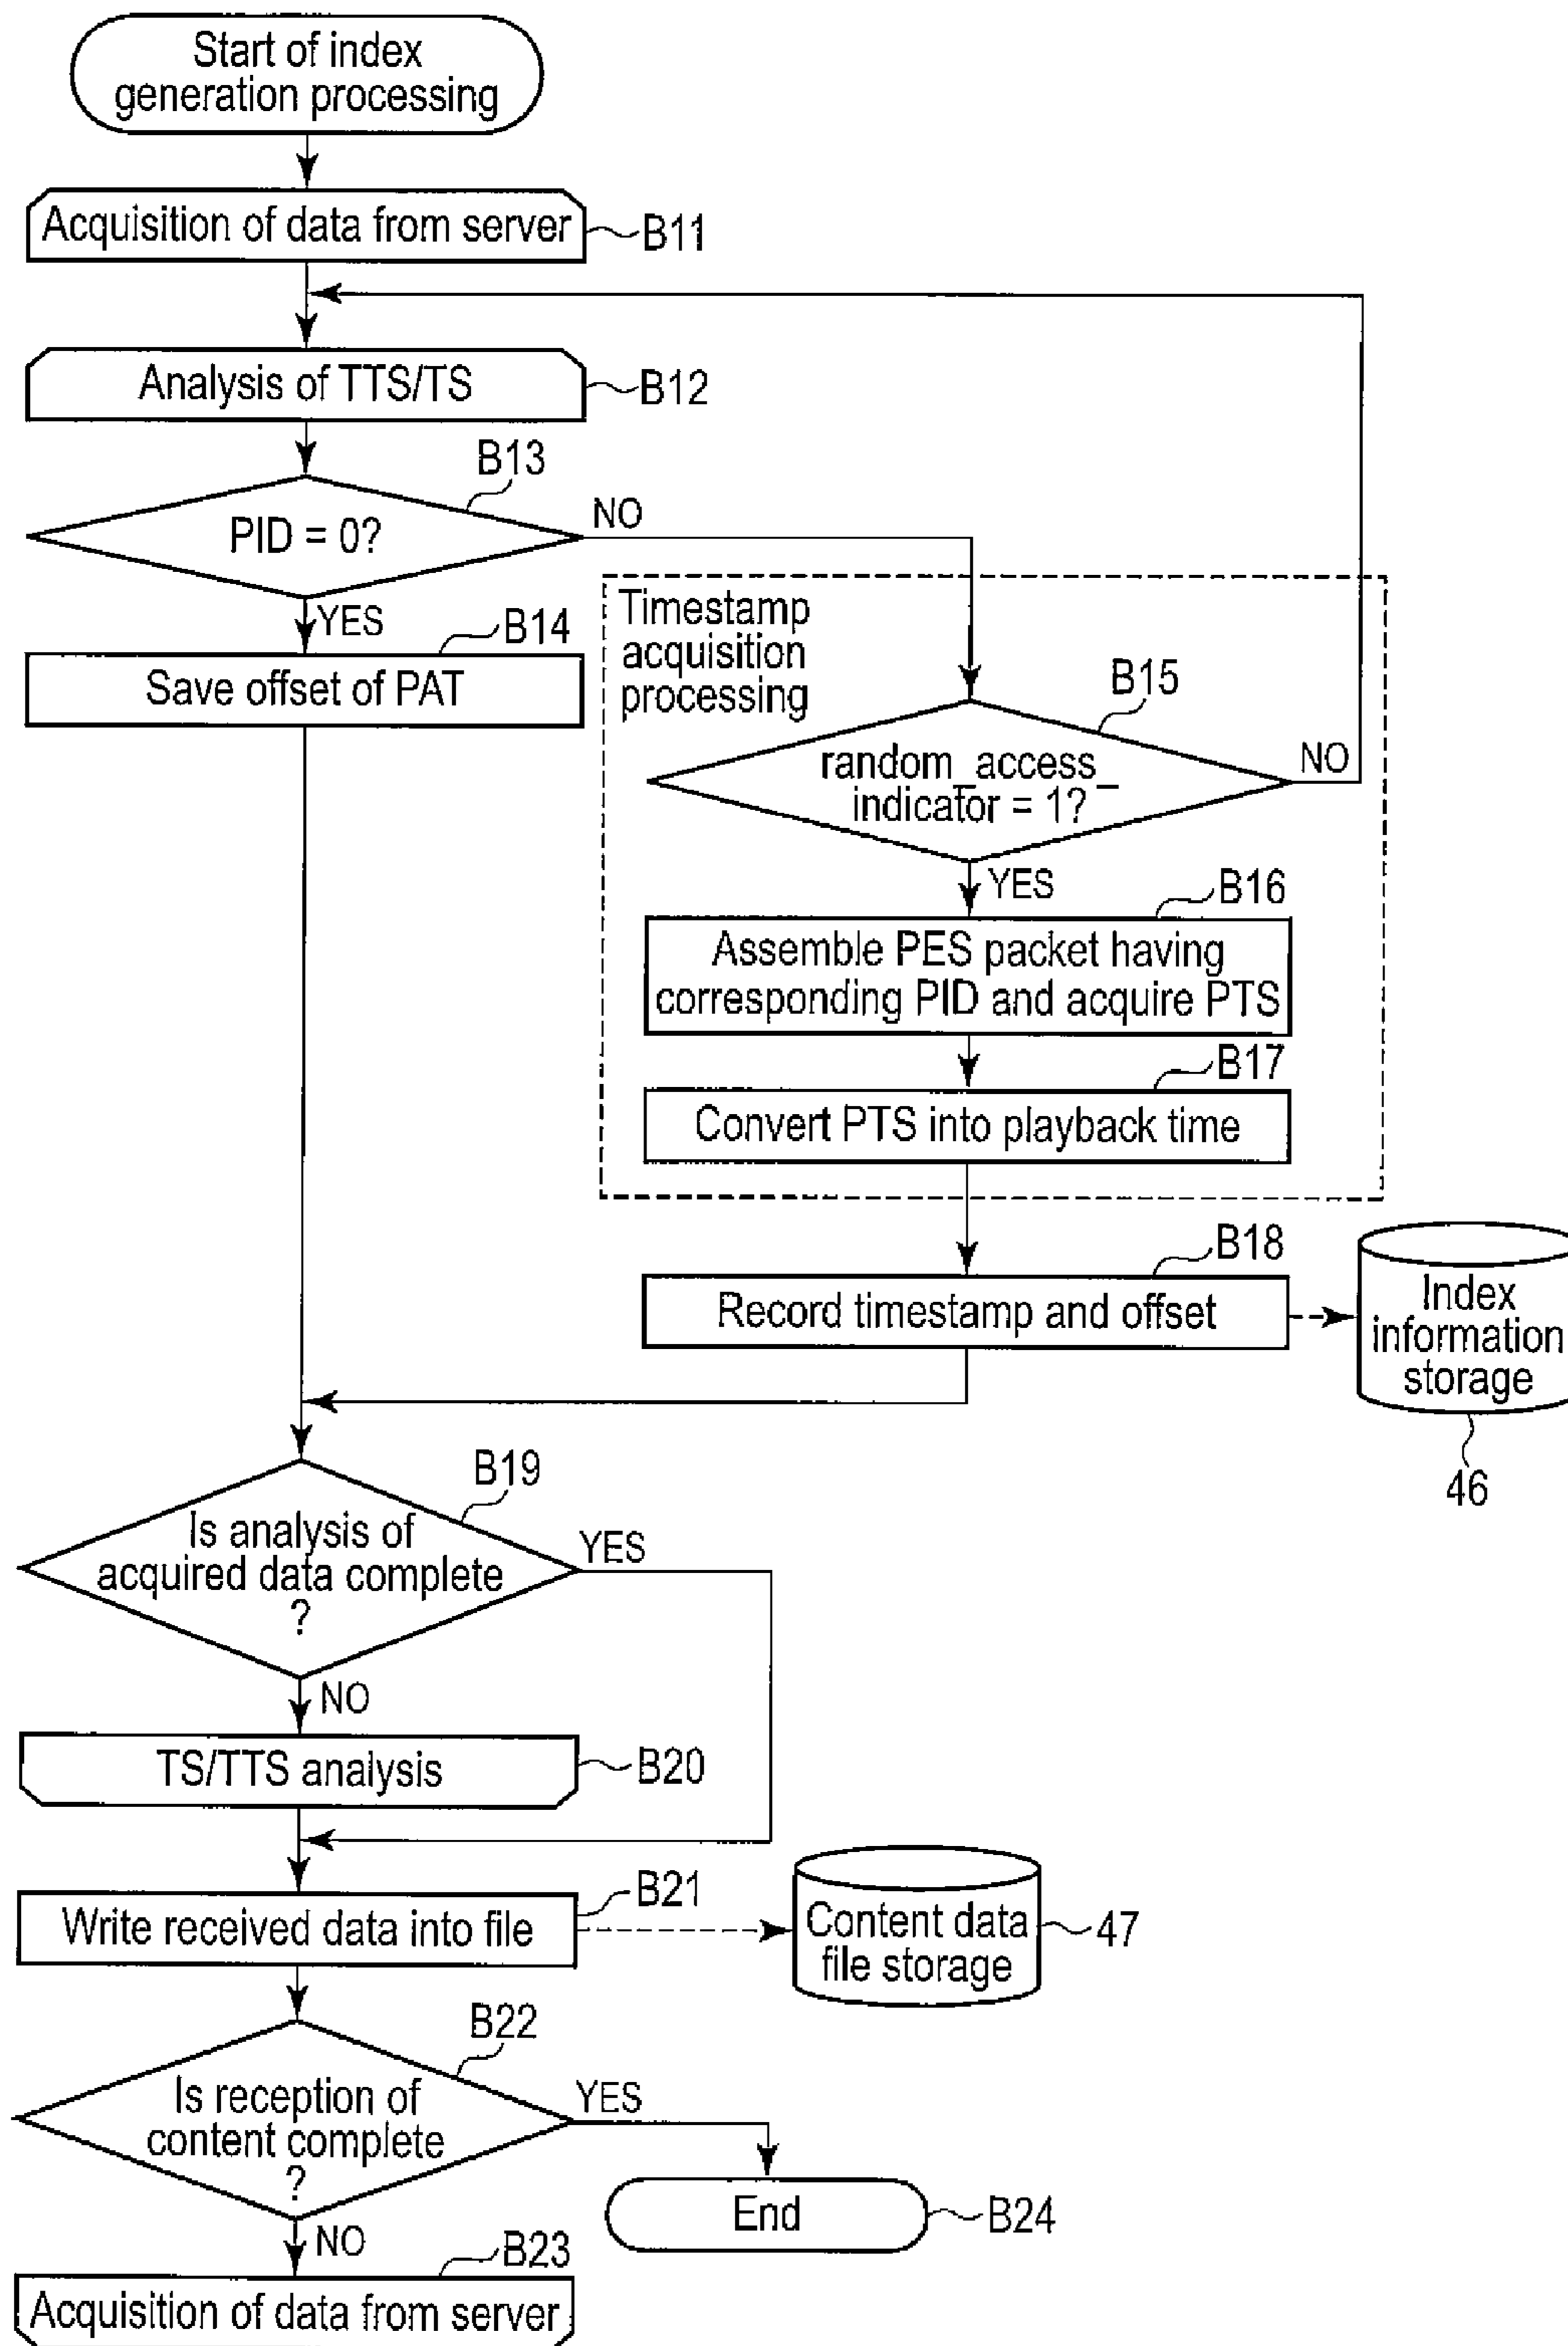 Start of index
generation processing
Acquisition of data from server
B11
Analysis of TTS/TS
B12
B13
PID = 0?
NO
YES
B14
Save offset of PAT
Timestamp
acquisition
processing
B15
random_access_
indicator = 1?
NO
YES
B16
Assemble PES packet having
corresponding PID and acquire PTS
B17
Convert PTS into playback time
B18
Record timestamp and offset
Index
information
storage
46
B19
Is analysis of
acquired data complete
?
YES
NO
TS/TTS analysis
B20
B21
Write received data into file
Content data
file storage
47
B22
Is reception of
content complete
?
YES
End
B24
NO
B23
Acquisition of data from server